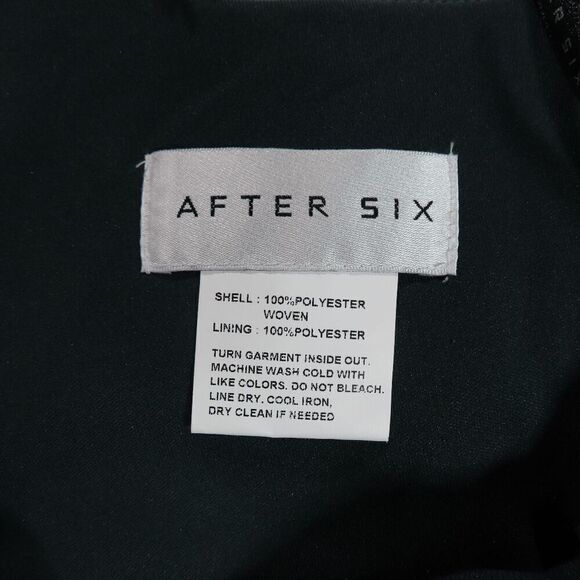 AFTER SIX
SHELL : 100%POLYESTER
WOVEN
LINING : 100%POLYESTER
TURN GARMENT INSIDE OUT.
MACHINE WASH COLD WITH
LIKE COLORS. DO NOT BLEACH.
LINE DRY. COOL IRON,
DRY CLEAN IF NEEDED